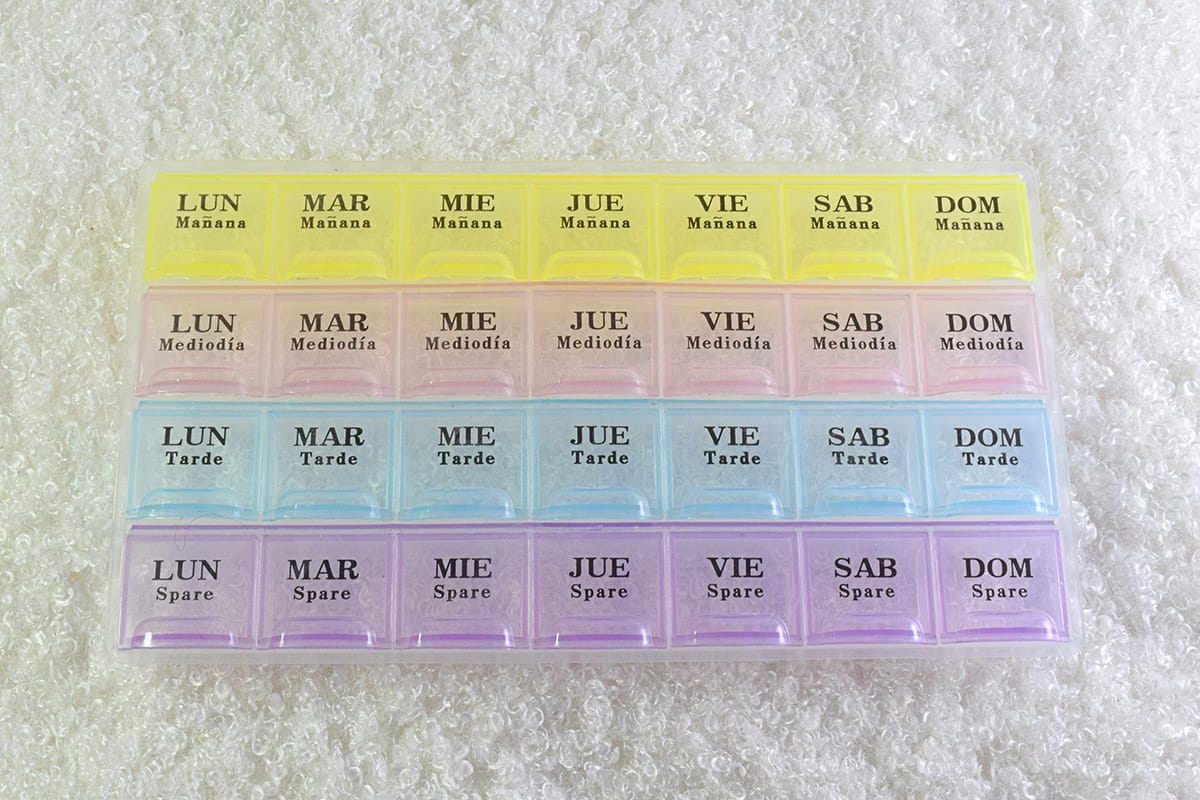 LUN MAR MIE JUE VIE SAB DOM
Mañana Mañana Mañana Mañana Mañana Mañana Mañana
LUN MAR MIE JUE VIE SAB DOM
Mediodía Mediodía Mediodía Mediodía Mediodía Mediodía Mediodía
LUN MAR MIE JUE VIE SAB DOM
Tarde Tarde Tarde Tarde Tarde Tarde Tarde
LUN MAR MIE JUE VIE SAB DOM
Spare Spare Spare Spare Spare Spare Spare